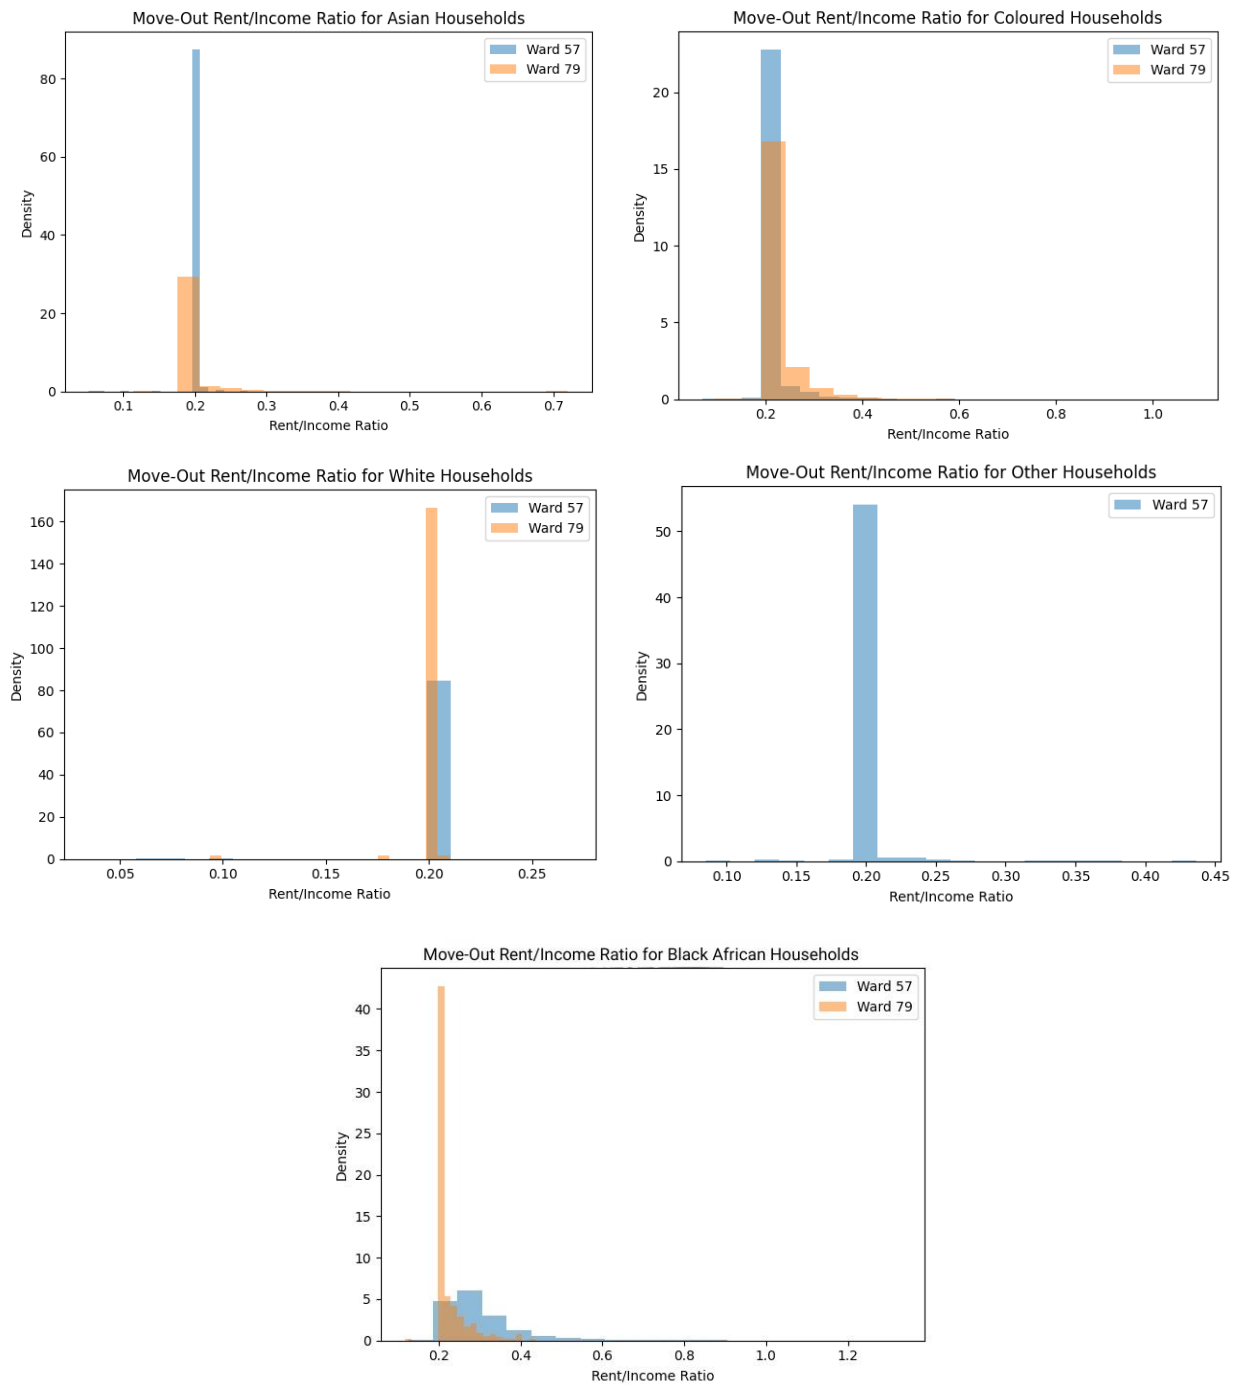 Move-Out Rent/Income Ratio for Asian Households
Ward 57
Ward 79
80
60
40
20
0
Density
0.1 0.2 0.3 0.4 0.5 0.6 0.7
Rent/Income Ratio
Move-Out Rent/Income Ratio for Coloured Households
Ward 57
Ward 79
20
15
10
5
0
Density
0.2 0.4 0.6 0.8 1.0
Rent/Income Ratio
Move-Out Rent/Income Ratio for White Households
Ward 57
Ward 79
160
140
120
100
80
60
40
20
0
Density
0.05 0.10 0.15 0.20 0.25
Rent/Income Ratio
Move-Out Rent/Income Ratio for Other Households
Ward 57
50
40
30
20
10
0
Density
0.10 0.15 0.20 0.25 0.30 0.35 0.40 0.45
Rent/Income Ratio
Move-Out Rent/Income Ratio for Black African Households
Ward 57
Ward 79
40
35
30
25
20
15
10
5
0
Density
0.2 0.4 0.6 0.8 1.0 1.2
Rent/Income Ratio